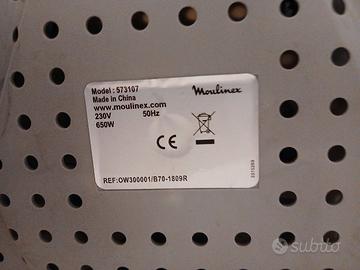 Model : 573107
Moulinex
Made in China
www.moulinex.com
230V 50Hz
650W
CE
REF:OW300001/B70-1809R
subito